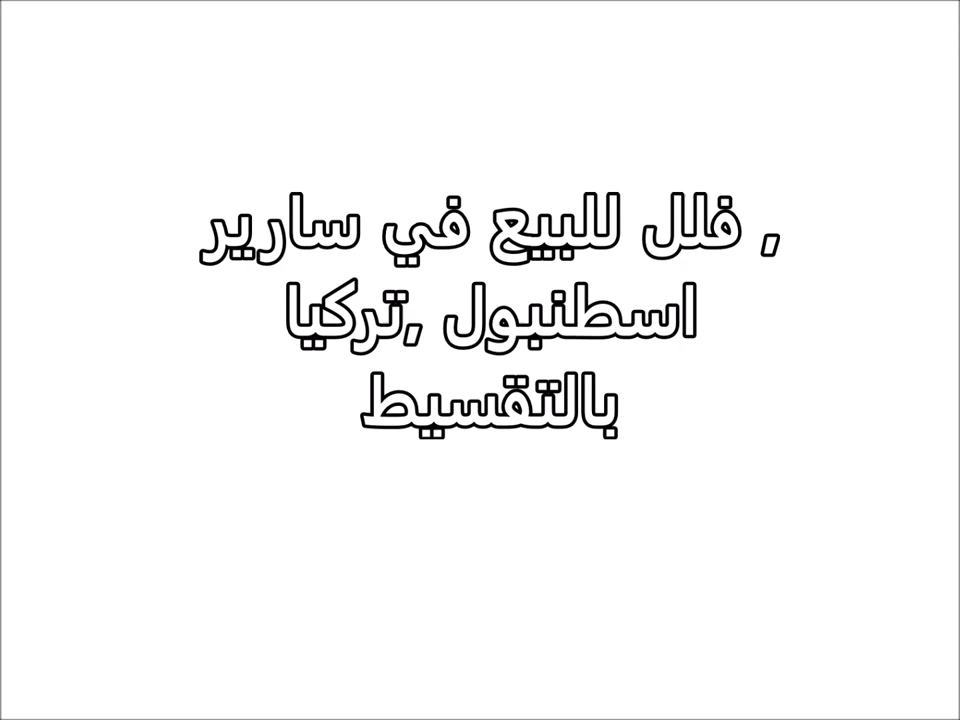 , فلل للبيع في سارير
اسطنبول ,تركيا
بالتقسيط